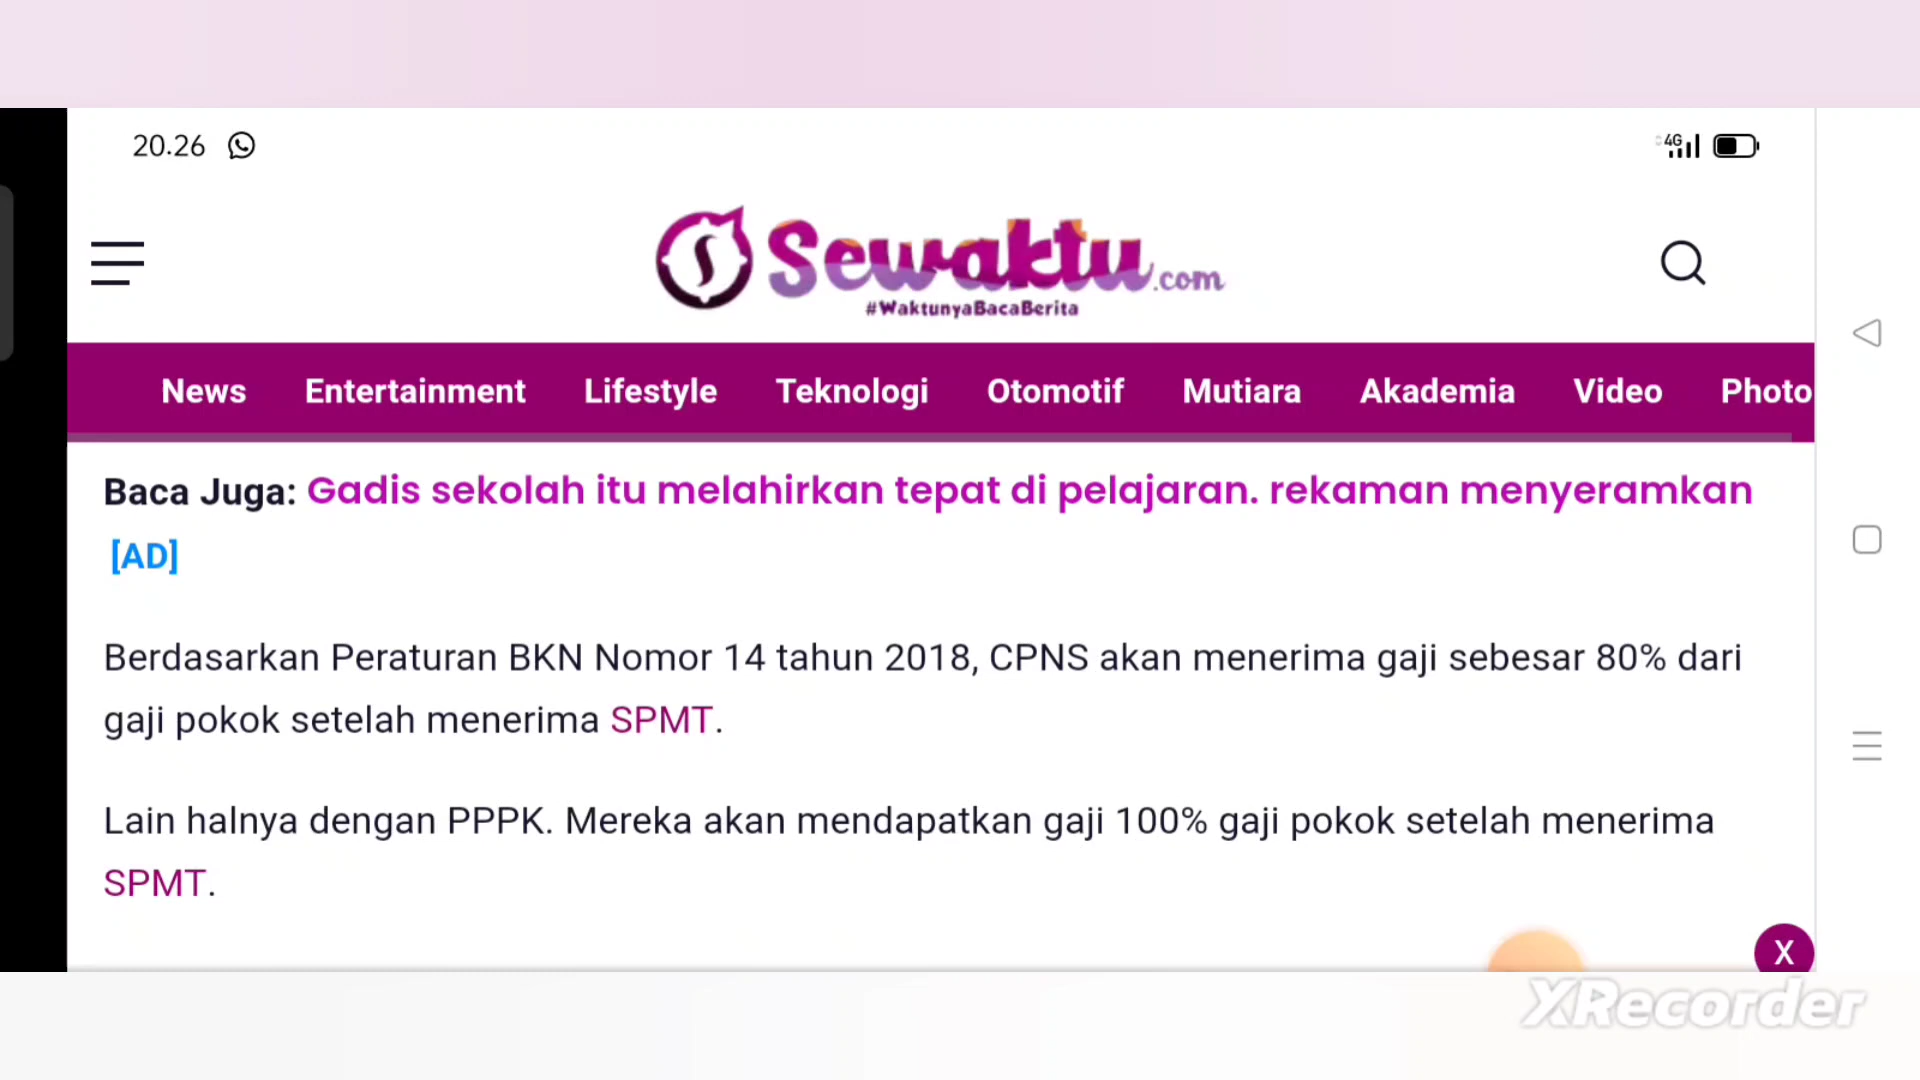 20.26
4G
Sewaktu.com
#WaktunyaBacaBerita
News Entertainment Lifestyle Teknologi Otomotif Mutiara Akademia Video Photo
Baca Juga: Gadis sekolah itu melahirkan tepat di pelajaran. rekaman menyeramkan
[AD]
Berdasarkan Peraturan BKN Nomor 14 tahun 2018, CPNS akan menerima gaji sebesar 80% dari
gaji pokok setelah menerima SPMT.
Lain halnya dengan PPPK. Mereka akan mendapatkan gaji 100% gaji pokok setelah menerima
SPMT.
X
XRecorder